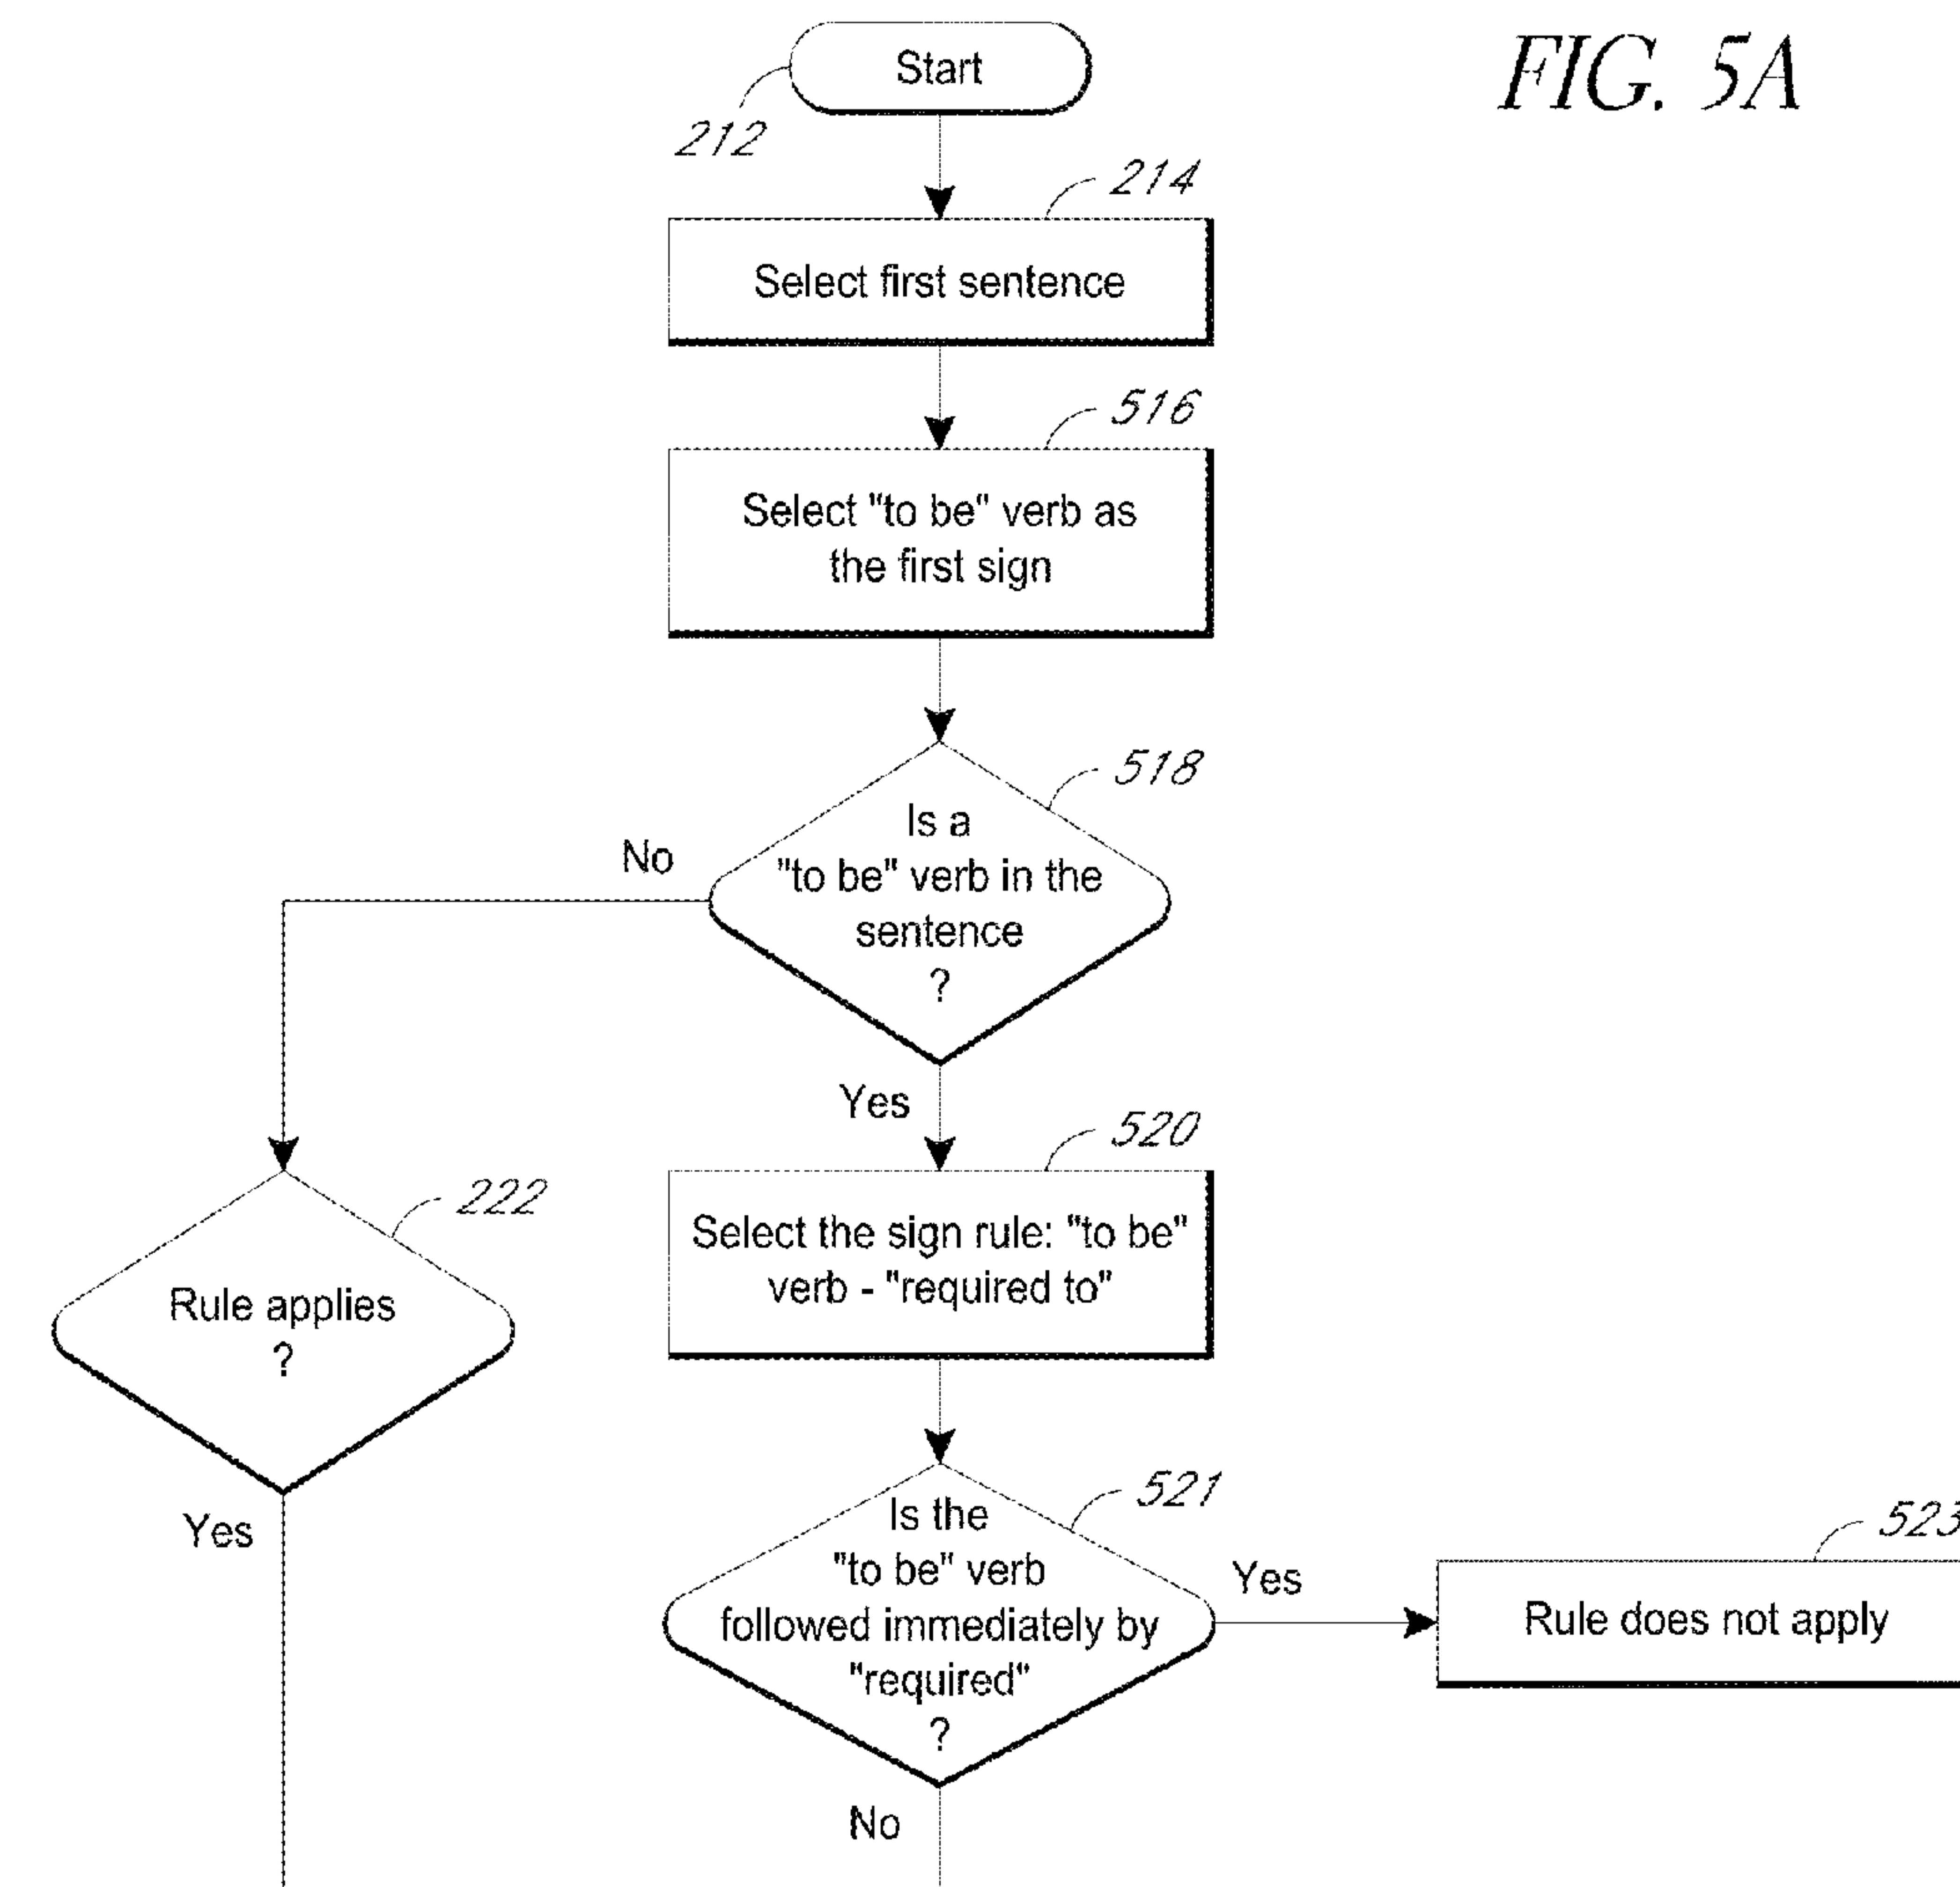 FIG. 5A
Start
212
214
Select first sentence
516
Select "to be" verb as
the first sign
518
Is a
"to be" verb in the
sentence
?
No
Yes
520
Select the sign rule: "to be"
verb - "required to"
222
Rule applies
?
Yes
521
Is the
"to be" verb
followed immediately by
"required"
?
Yes
523
Rule does not apply
No